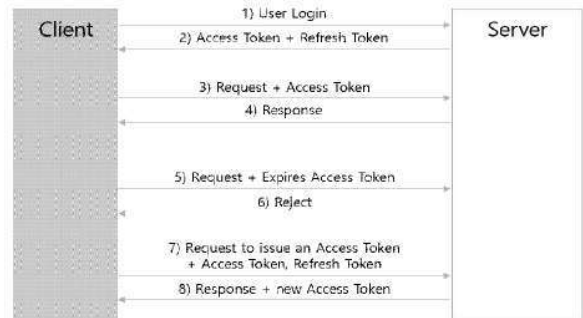 Client
1) User Login
Server
2) Access Token + Refresh Token
3) Request + Access Token
4) Response
5) Request + Expires Access Token
6) Reject
7) Request to issue an Access Token
+ Access Token, Refresh Token
8) Response + new Access Token